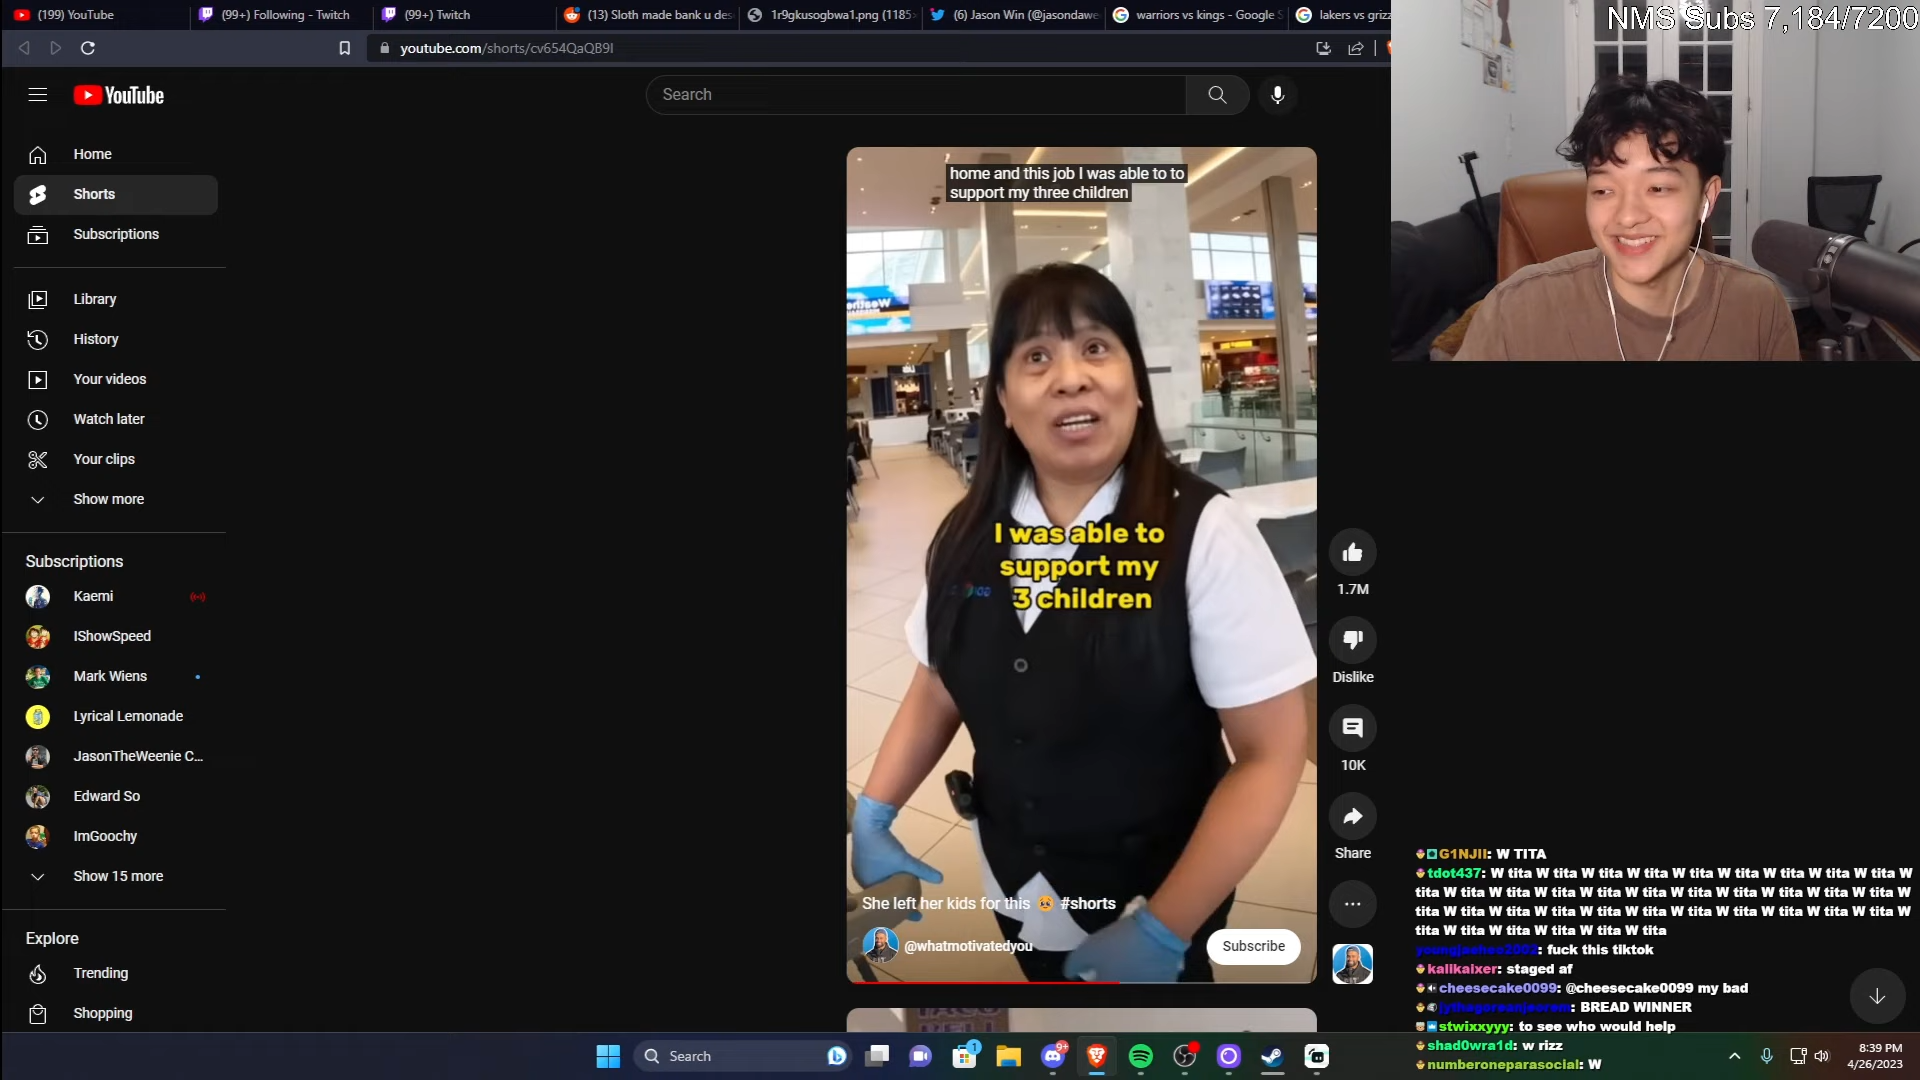 (199) YouTube
(99+) Following - Twitch
(99+) Twitch
(13) Sloth made bank u des
1r9gkusogbwa1.png (1185×
(6) Jason Win (@jasondawe
warriors vs kings - Google S
lakers vs grizz
NMS Subs 7,184/7200
youtube.com/shorts/cv654QaQB9I
YouTube
Search
Home
Shorts
Subscriptions
Library
History
Your videos
Watch later
Your clips
Show more
Subscriptions
Kaemi
IShowSpeed
Mark Wiens
Lyrical Lemonade
JasonTheWeenie C...
Edward So
ImGoochy
Show 15 more
Explore
Trending
Shopping
home and this job I was able to to
support my three children
I was able to
support my
3 children
She left her kids for this 🥹 #shorts
@whatmotivatedyou
Subscribe
1.7M
Dislike
10K
Share
G1NJII: W TITA
tdot437: W tita W tita W tita W tita W tita W tita W tita W tita W tita W
tita W tita W tita W tita W tita W tita W tita W tita W tita W tita W tita W
tita W tita W tita W tita W tita W tita W tita W tita W tita W tita W tita W
tita W tita W tita W tita W tita W tita
youngjaehee2002: fuck this tiktok
kalikaixer: staged af
cheesecake0099: @cheesecake0099 my bad
BREAD WINNER
stwixxyyy: to see who would help
shad0wra1d: w rizz
numberoneparasocial: W
Search
1
9+
8:39 PM
4/26/2023